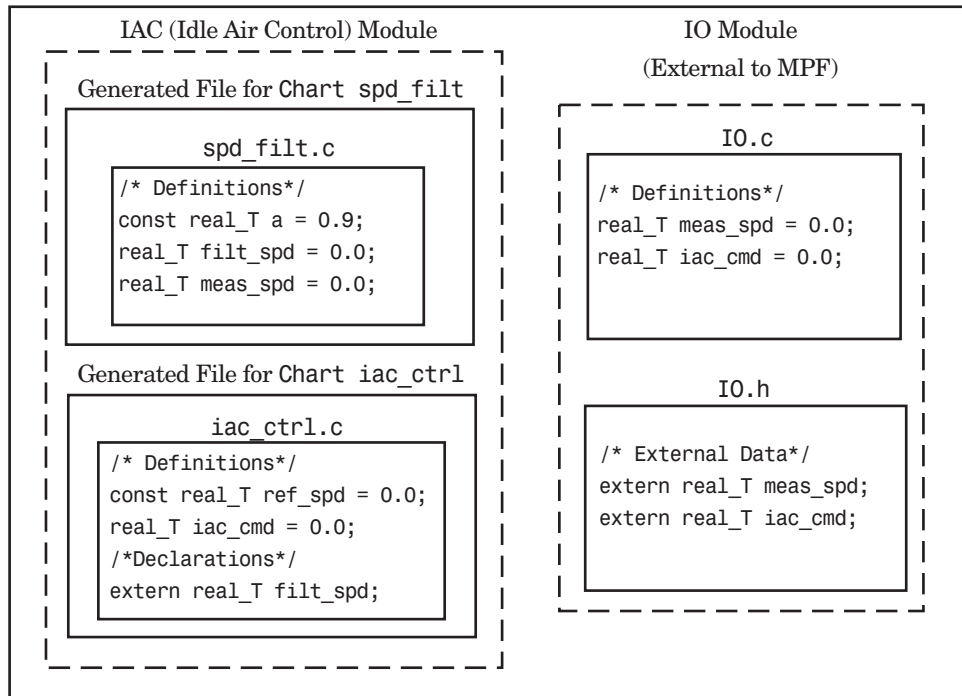 IAC (Idle Air Control) Module
Generated File for Chart spd_filt
spd_filt.c
/* Definitions*/
const real_T a = 0.9;
real_T filt_spd = 0.0;
real_T meas_spd = 0.0;
Generated File for Chart iac_ctrl
iac_ctrl.c
/* Definitions*/
const real_T ref_spd = 0.0;
real_T iac_cmd = 0.0;
/*Declarations*/
extern real_T filt_spd;
IO Module
(External to MPF)
IO.c
/* Definitions*/
real_T meas_spd = 0.0;
real_T iac_cmd = 0.0;
IO.h
/* External Data*/
extern real_T meas_spd;
extern real_T iac_cmd;